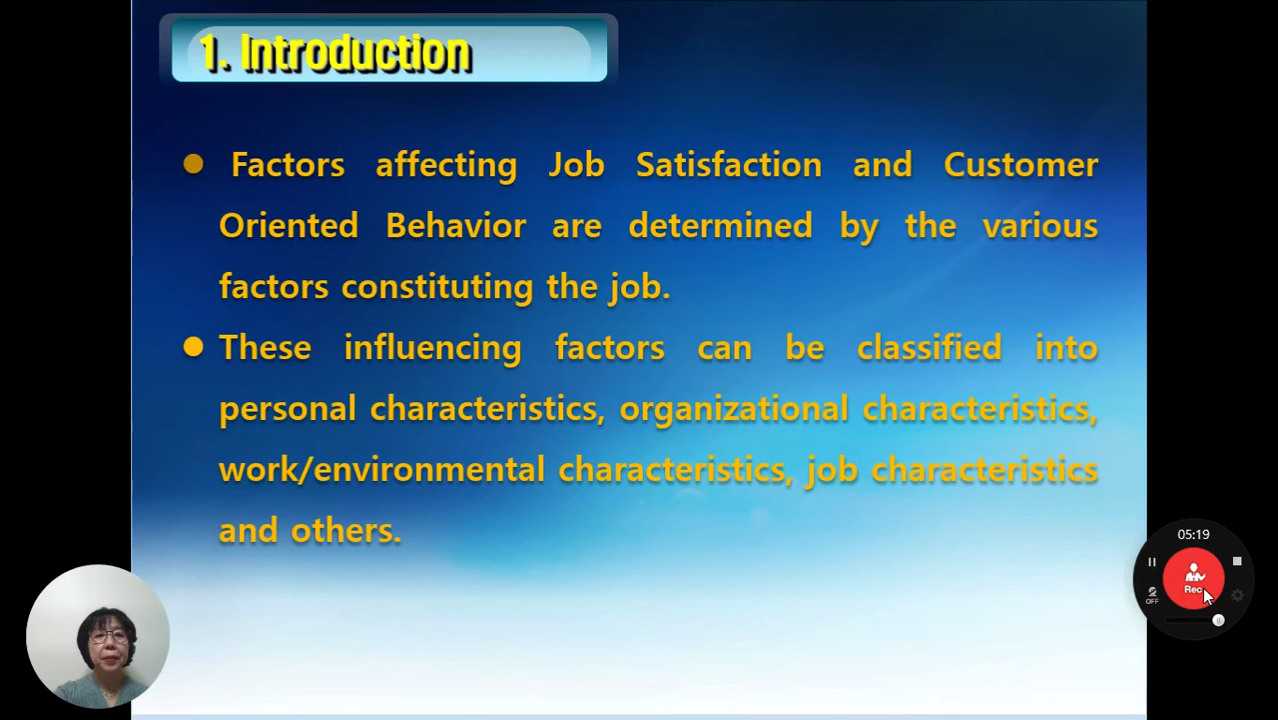 1. Introduction
Factors affecting Job Satisfaction and Customer
Oriented Behavior are determined by the various
factors constituting the job.
These influencing factors can be classified into
personal characteristics, organizational characteristics,
work/environmental characteristics, job characteristics
and others.
05:19
Rec
OFF